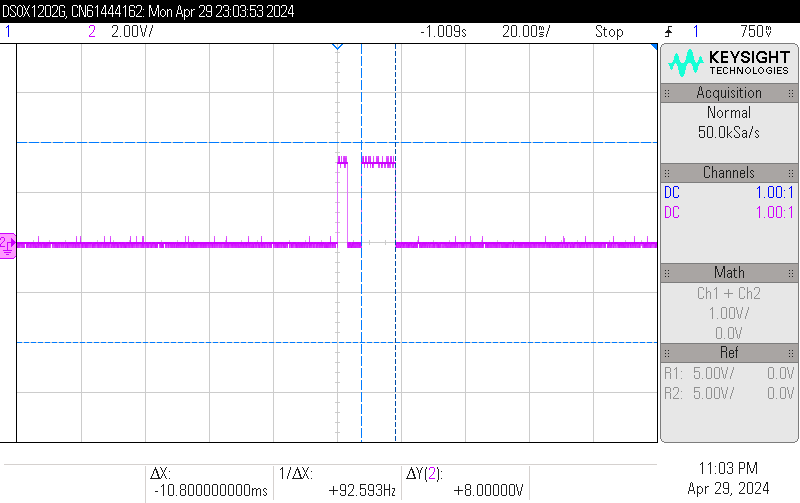 DSOX1202G, CN61444162: Mon Apr 29 23:03:53 2024
1 2 2.00V/ -1.009s 20.00ms/ Stop 1 750mV
KEYSIGHT
TECHNOLOGIES
Acquisition
Normal
50.0kSa/s
Channels
DC 1.00:1
DC 1.00:1
2
Math
Ch1 + Ch2
1.00V/
0.0V
Ref
R1: 5.00V/ 0.0V
R2: 5.00V/ 0.0V
ΔX:
-10.800000000ms
1/ΔX:
+92.593Hz
ΔY(2):
+8.00000V
11:03 PM
Apr 29, 2024